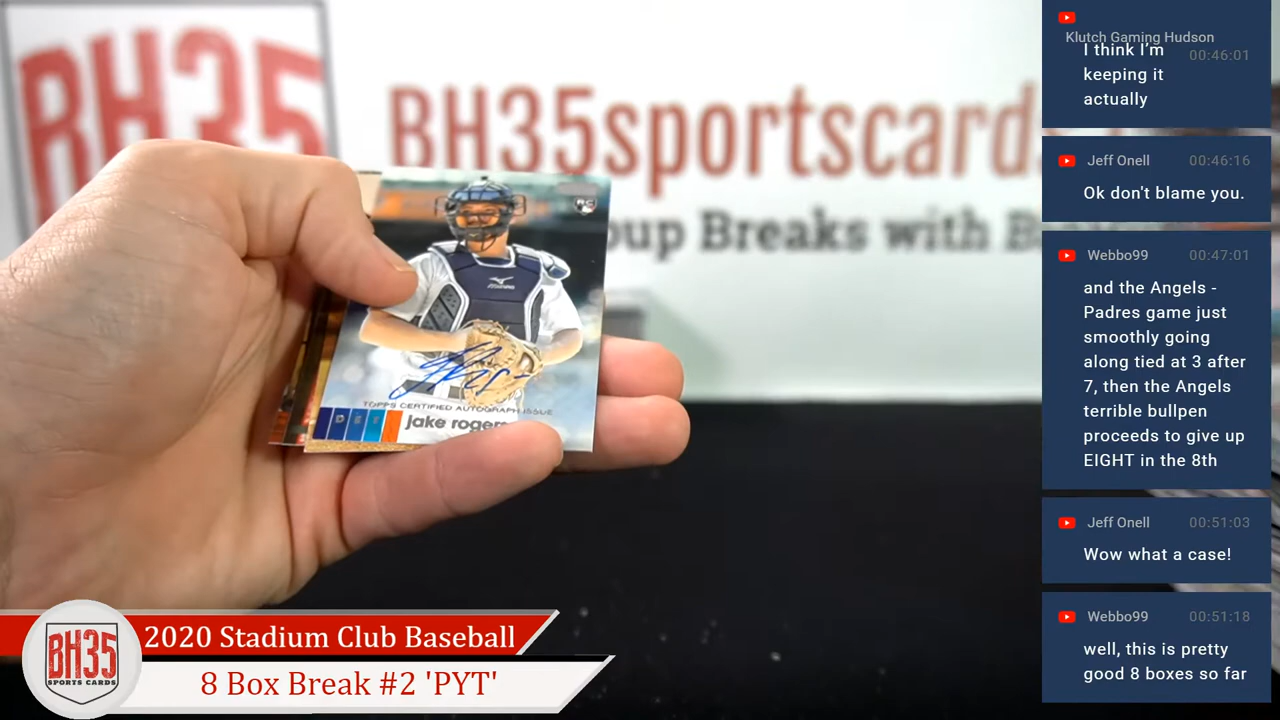 BH35
BH35sportscards
oup Breaks with B
RC
MIZUNO
TOPPS CERTIFIED AUTOGRAPH ISSUE
jake roger
2020 Stadium Club Baseball
8 Box Break #2 'PYT'
BH35
SPORTS CARDS
Klutch Gaming Hudson
I think I'm 00:46:01
keeping it
actually
Jeff Onell 00:46:16
Ok don't blame you.
Webbo99 00:47:01
and the Angels -
Padres game just
smoothly going
along tied at 3 after
7, then the Angels
terrible bullpen
proceeds to give up
EIGHT in the 8th
Jeff Onell 00:51:03
Wow what a case!
Webbo99 00:51:18
well, this is pretty
good 8 boxes so far